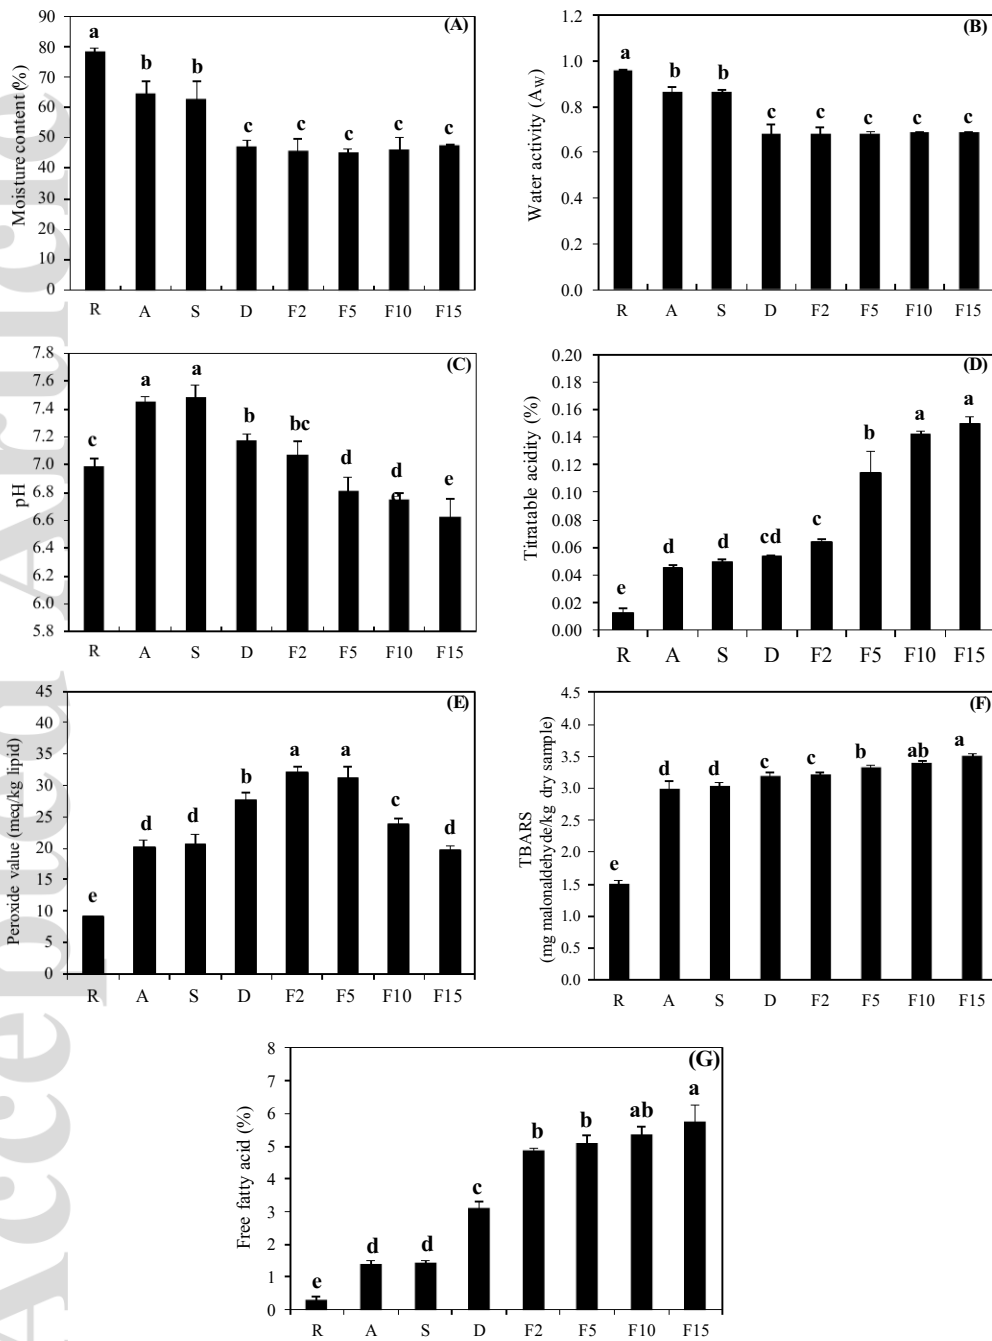 Accepted Article
(A)
Moisture content (%)
90
80
70
60
50
40
30
20
10
0
a
b
b
c
c
c
c
c
R A S D F2 F5 F10 F15
(B)
Water activity (AW)
1.2
1.0
0.8
0.6
0.4
0.2
0.0
a
b
b
c
c
c
c
c
R A S D F2 F5 F10 F15
(C)
pH
7.8
7.6
7.4
7.2
7.0
6.8
6.6
6.4
6.2
6.0
5.8
c
a
a
b
bc
d
d
e
e
R A S D F2 F5 F10 F15
(D)
Titratable acidity (%)
0.20
0.18
0.16
0.14
0.12
0.10
0.08
0.06
0.04
0.02
0.00
e
d
d
cd
c
b
a
a
R A S D F2 F5 F10 F15
(E)
Peroxide value (meq/kg lipid)
45
40
35
30
25
20
15
10
5
0
e
d
d
b
a
a
c
d
R A S D F2 F5 F10 F15
(F)
TBARS
(mg malonaldehyde/kg dry sample)
4.5
4.0
3.5
3.0
2.5
2.0
1.5
1.0
0.5
0.0
e
d
d
c
c
b
ab
a
R A S D F2 F5 F10 F15
(G)
Free fatty acid (%)
8
7
6
5
4
3
2
1
0
e
d
d
c
b
b
ab
a
R A S D F2 F5 F10 F15